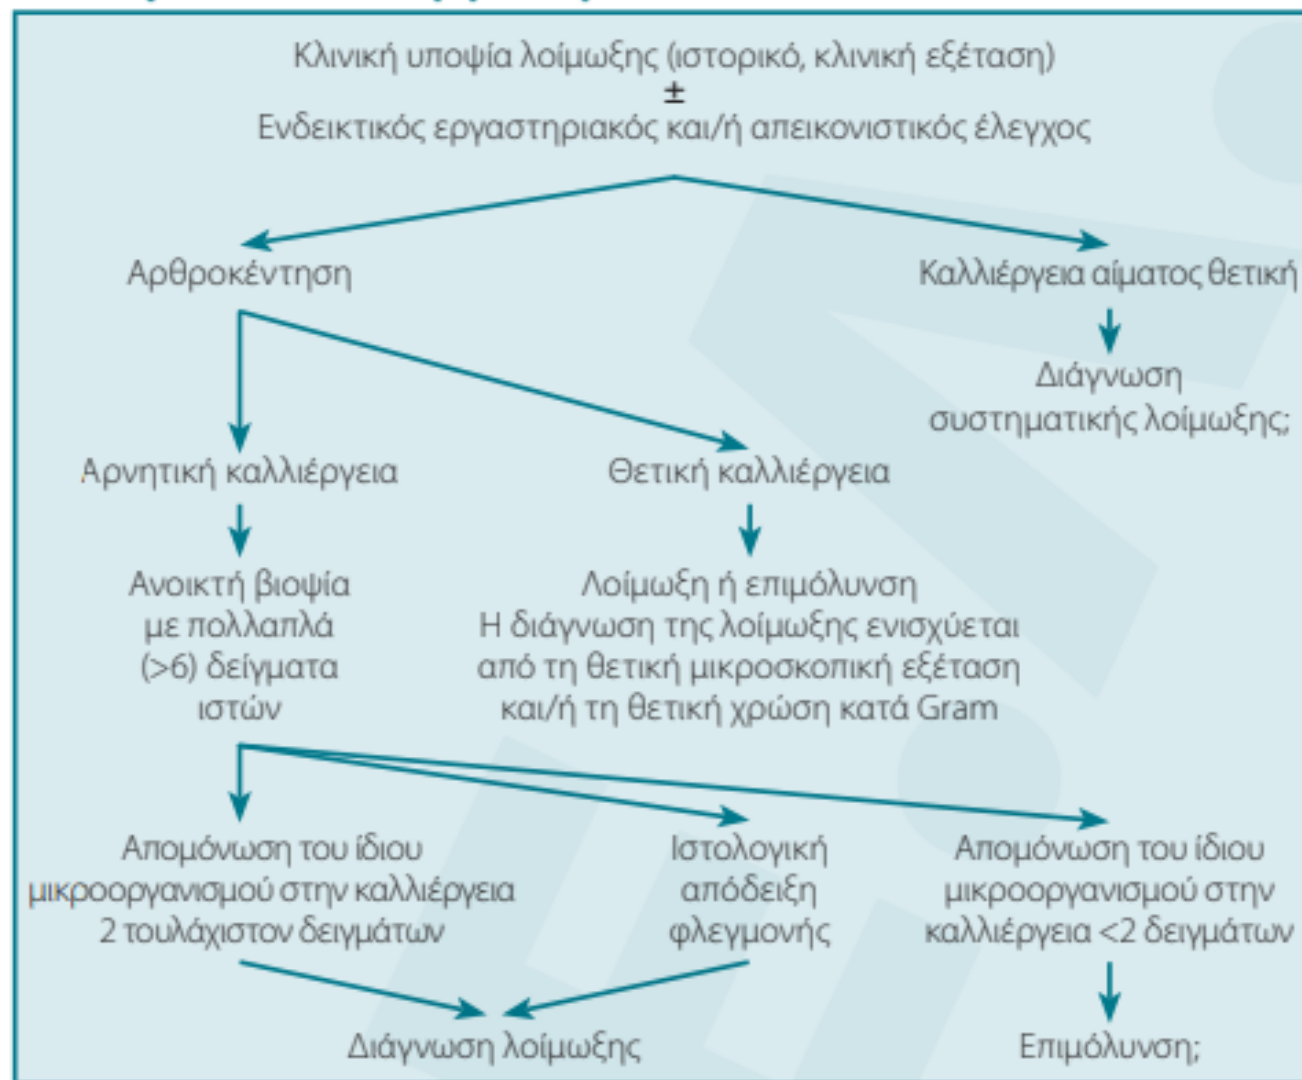 Κλινική υποψία λοίμωξης (ιστορικό, κλινική εξέταση)
±
Ενδεικτικός εργαστηριακός και/ή απεικονιστικός έλεγχος
Αρθροκέντηση
Καλλιέργεια αίματος θετική
Διάγνωση
συστηματικής λοίμωξης;
Αρνητική καλλιέργεια
Θετική καλλιέργεια
Ανοικτή βιοψία
με πολλαπλά
(>6) δείγματα
ιστών
Λοίμωξη ή επιμόλυνση
Η διάγνωση της λοίμωξης ενισχύεται
από τη θετική μικροσκοπική εξέταση
και/ή τη θετική χρώση κατά Gram
Απομόνωση του ίδιου
μικροοργανισμού στην καλλιέργεια
2 τουλάχιστον δειγμάτων
Ιστολογική
απόδειξη
φλεγμονής
Απομόνωση του ίδιου
μικροοργανισμού στην
καλλιέργεια <2 δειγμάτων
Διάγνωση λοίμωξης
Επιμόλυνση;